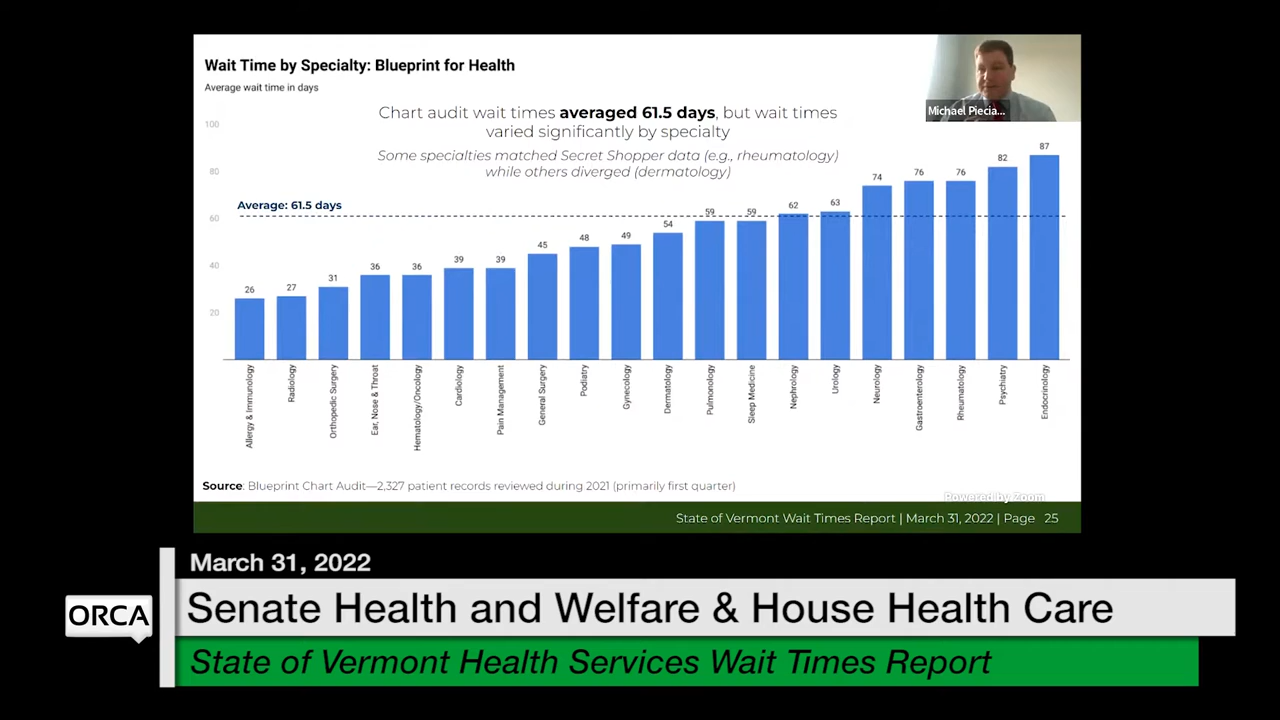 Wait Time by Specialty: Blueprint for Health
Average wait time in days
Chart audit wait times averaged 61.5 days, but wait times
varied significantly by specialty
Some specialties matched Secret Shopper data (e.g., rheumatology)
while others diverged (dermatology)
Michael Piecia...
100
80
60
40
20
Average: 61.5 days
26
27
31
36
36
39
39
45
48
49
54
59
59
62
63
74
76
76
82
87
Allergy & Immunology
Radiology
Orthopedic Surgery
Ear, Nose & Throat
Hematology/Oncology
Cardiology
Pain Management
General Surgery
Podiatry
Gynecology
Dermatology
Pulmonology
Sleep Medicine
Nephrology
Urology
Neurology
Gastroenterology
Rheumatology
Psychiatry
Endocrinology
Source: Blueprint Chart Audit—2,327 patient records reviewed during 2021 (primarily first quarter)
Powered by Zoom
State of Vermont Wait Times Report | March 31, 2022 | Page 25
March 31, 2022
ORCA
Senate Health and Welfare & House Health Care
State of Vermont Health Services Wait Times Report